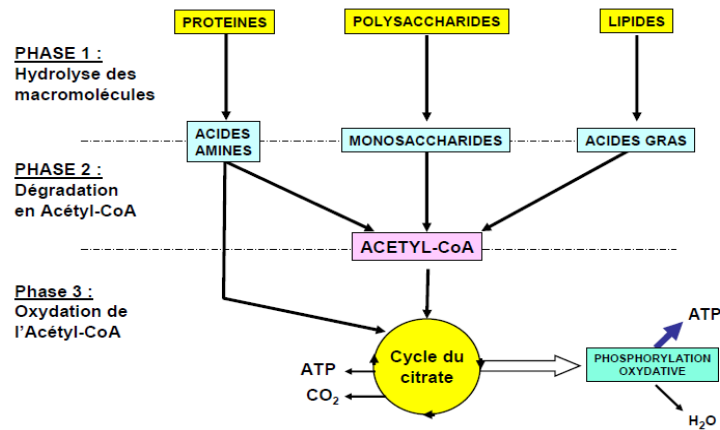 PROTEINES
POLYSACCHARIDES
LIPIDES
PHASE 1 :
Hydrolyse des
macromolécules
ACIDES
AMINES
MONOSACCHARIDES
ACIDES GRAS
PHASE 2 :
Dégradation
en Acétyl-CoA
ACETYL-CoA
Phase 3 :
Oxydation de
l'Acétyl-CoA
Cycle du
citrate
ATP
CO₂
PHOSPHORYLATION
OXYDATIVE
ATP
H₂O